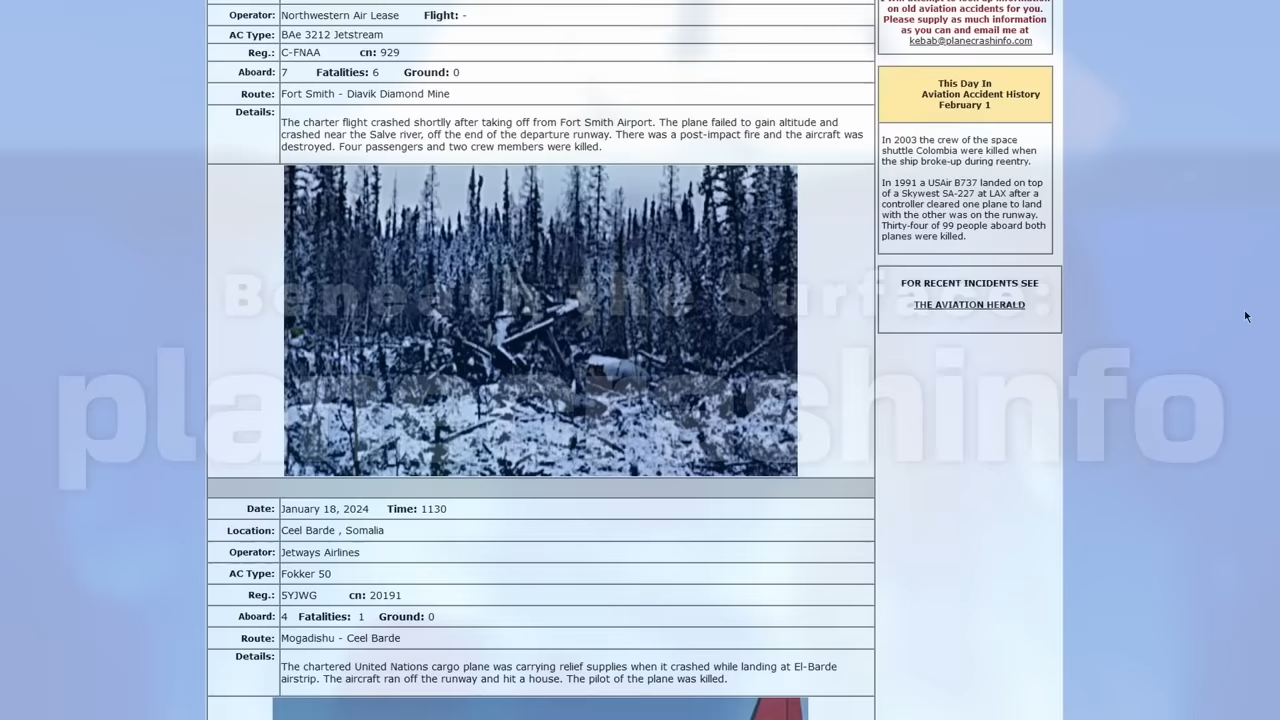 Operator: Northwestern Air Lease Flight: -
AC Type: BAe 3212 Jetstream
Reg.: C-FNAA cn: 929
Aboard: 7 Fatalities: 6 Ground: 0
Route: Fort Smith - Diavik Diamond Mine
Details:
The charter flight crashed shortlly after taking off from Fort Smith Airport. The plane failed to gain altitude and
crashed near the Salve river, off the end of the departure runway. There was a post-impact fire and the aircraft was
destroyed. Four passengers and two crew members were killed.
Date: January 18, 2024 Time: 1130
Location: Ceel Barde , Somalia
Operator: Jetways Airlines
AC Type: Fokker 50
Reg.: 5YJWG cn: 20191
Aboard: 4 Fatalities: 1 Ground: 0
Route: Mogadishu - Ceel Barde
Details:
The chartered United Nations cargo plane was carrying relief supplies when it crashed while landing at El-Barde
airstrip. The aircraft ran off the runway and hit a house. The pilot of the plane was killed.
on old aviation accidents for you.
Please supply as much information
as you can and email me at
kebab@planecrashinfo.com
This Day In
Aviation Accident History
February 1
In 2003 the crew of the space
shuttle Colombia were killed when
the ship broke-up during reentry.
In 1991 a USAir B737 landed on top
of a Skywest SA-227 at LAX after a
controller cleared one plane to land
with the other was on the runway.
Thirty-four of 99 people aboard both
planes were killed.
FOR RECENT INCIDENTS SEE
THE AVIATION HERALD
Beneath the Surface:
planecrashinfo